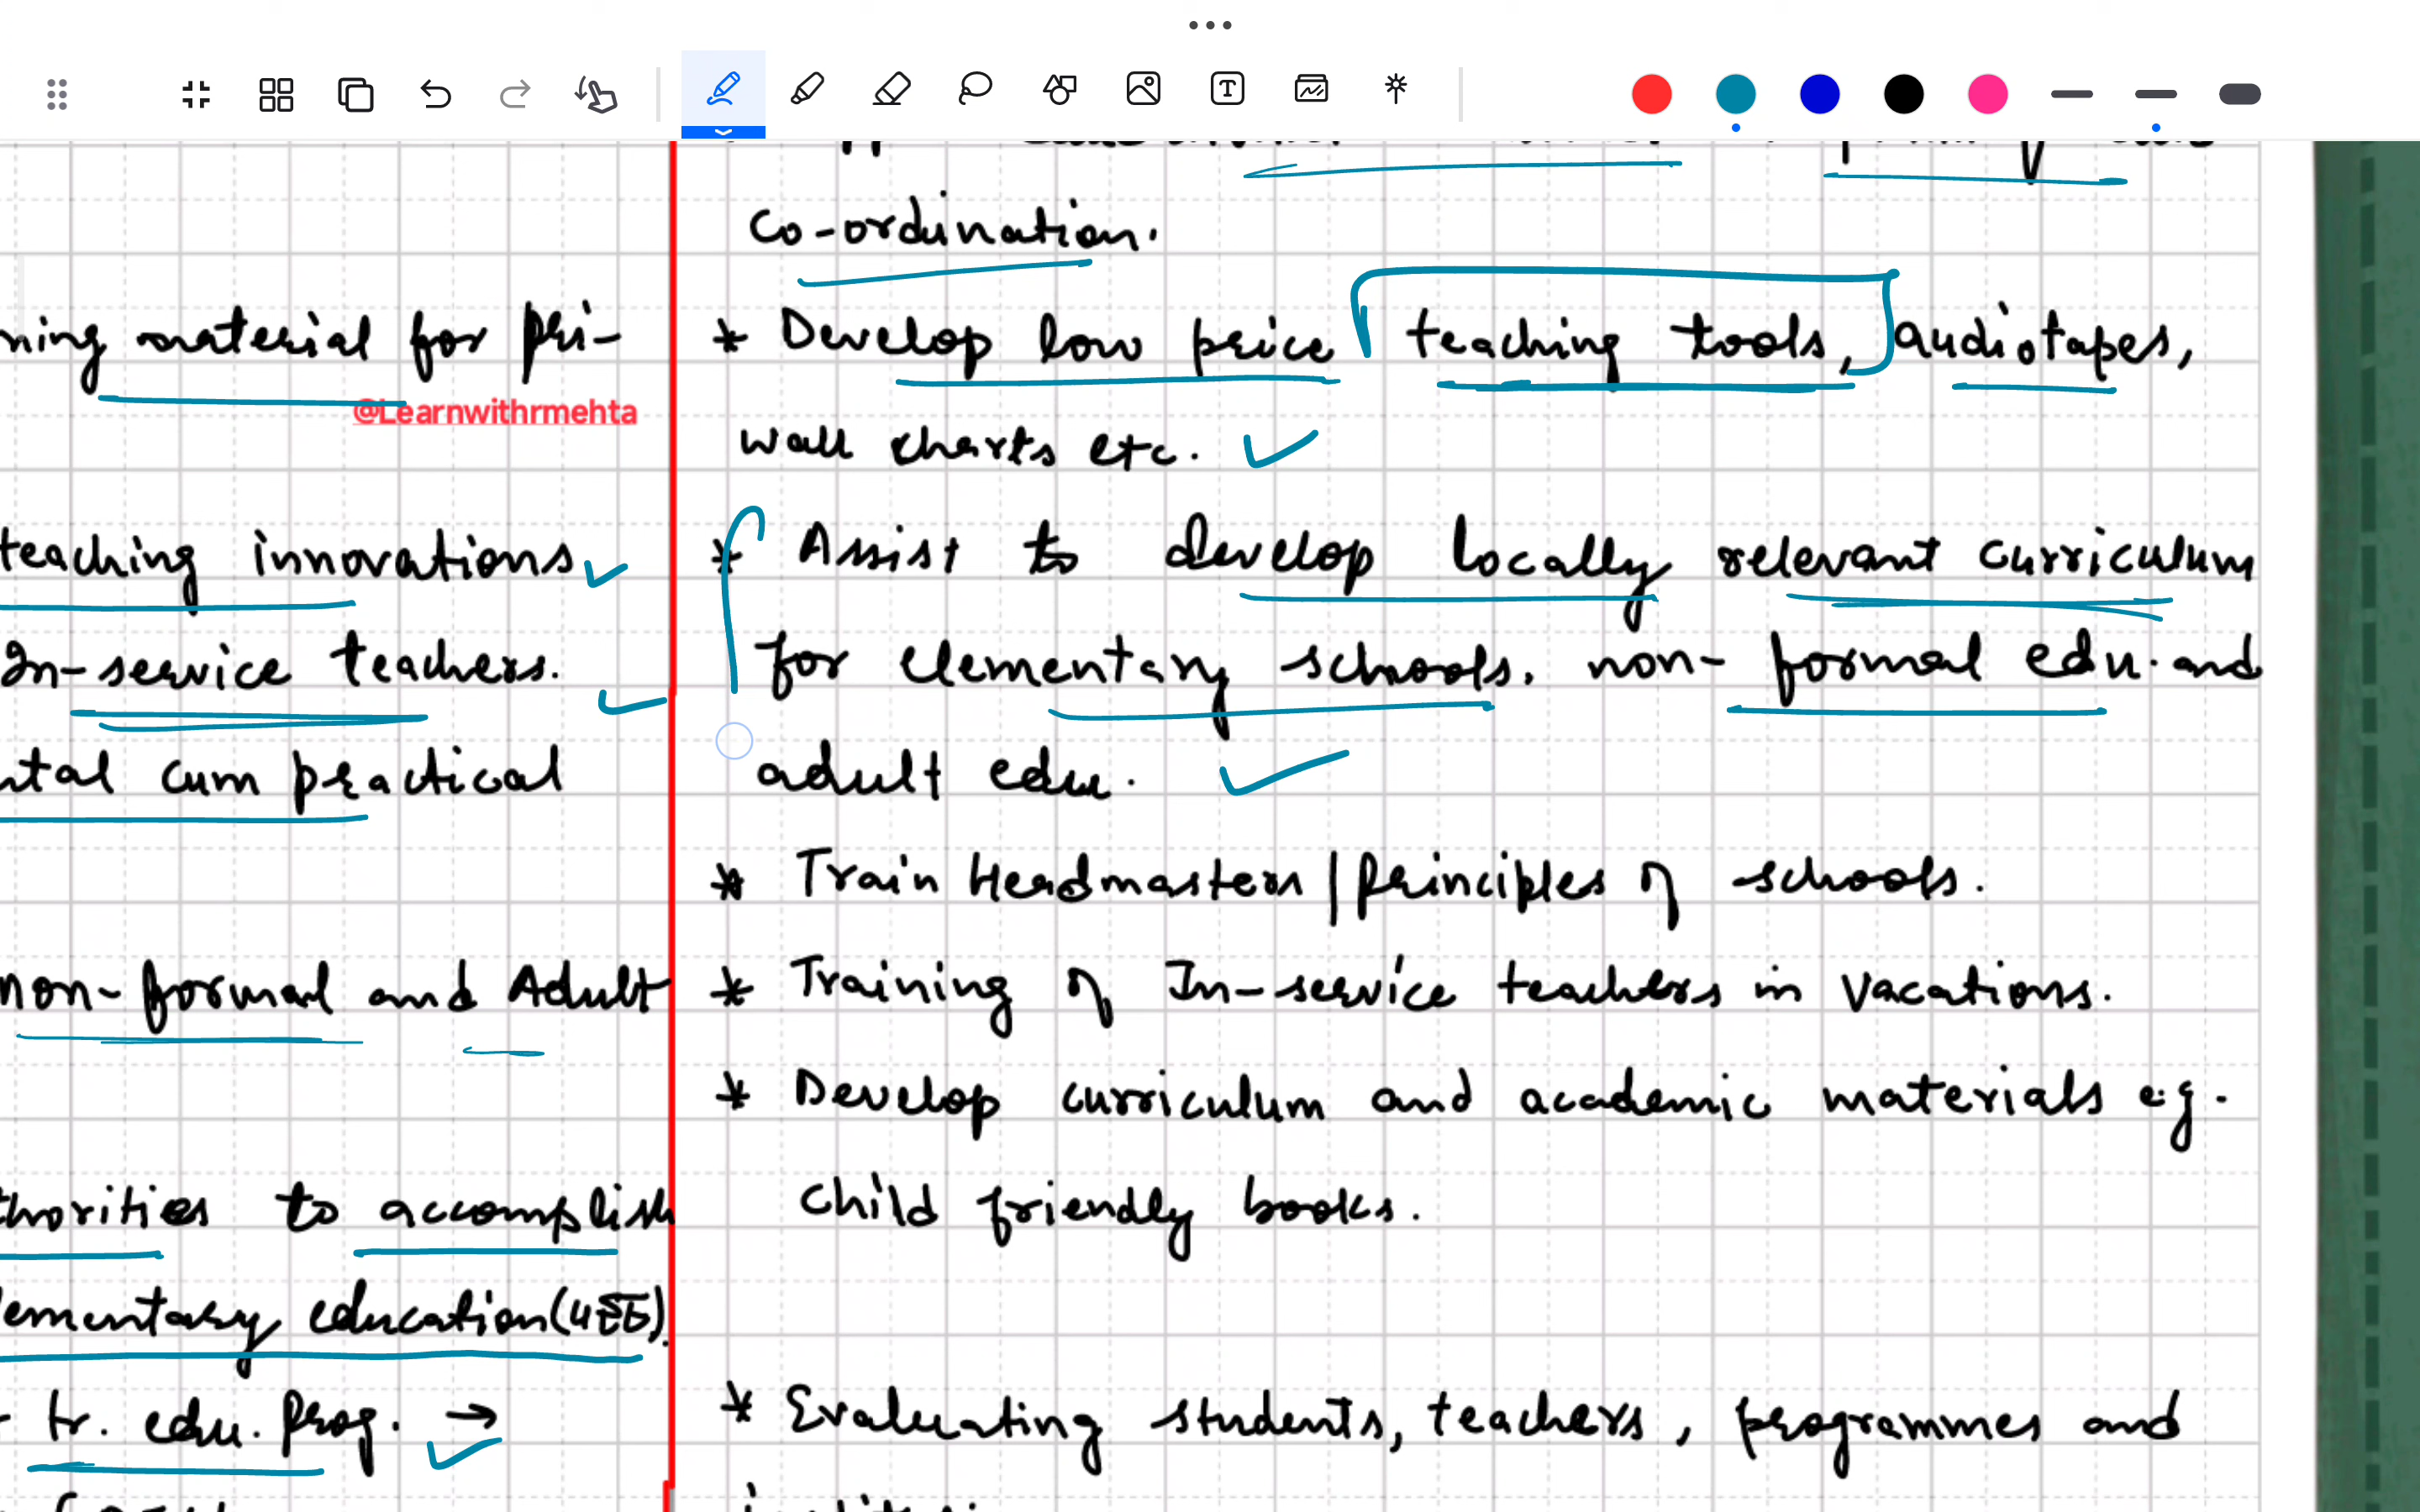 co-ordination.
ning material for pri-
@Learnwithrmehta
teaching innovations
In-service teachers.
ntal cum practical
non-formal and Adult
thorities to accomplish
lementary education (UEE).
tr. edu. prog. →
* Develop low price teaching tools, audiotapes,
wall charts etc.
* Assist to develop locally relevant curriculum
for elementary schools, non-formal edu. and
adult edu.
* Train Headmasters | Principles of schools.
* Training of In-service teachers in vacations.
* Develop curriculum and academic materials e.g.
child friendly books.
* Evaluating students, teachers, programmes and